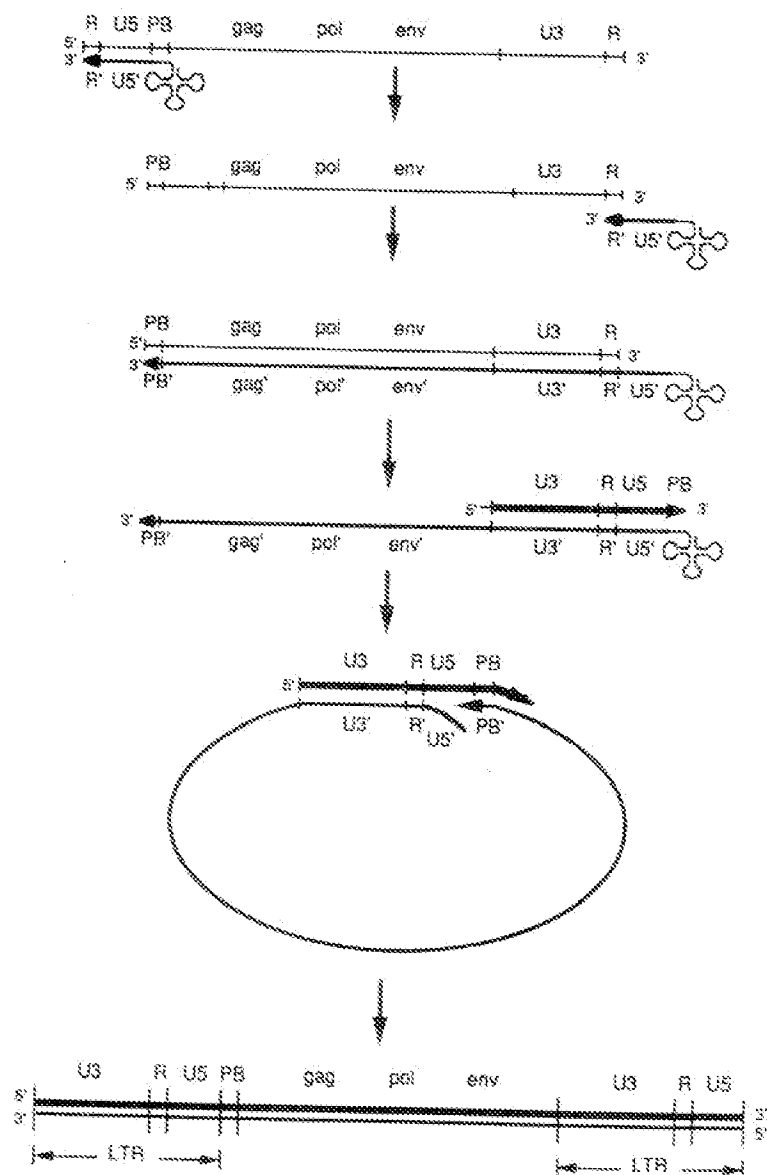 R U5 PB gag pol env U3 R
5' 3'
3'
R' U5'
PB gag pol env U3 R
5' 3'
3'
R' U5'
PB gag pol env U3 R
5' 3'
3'
PB' gag' pol' env' U3' R' U5'
U3 R U5 PB
5' 3'
3'
PB' gag' pol' env' U3' R' U5'
U3 R U5 PB
5'
U3' R' U5' PB'
U3 R U5 PB gag pol env U3 R U5
5' 3'
3' 5'
LTR LTR